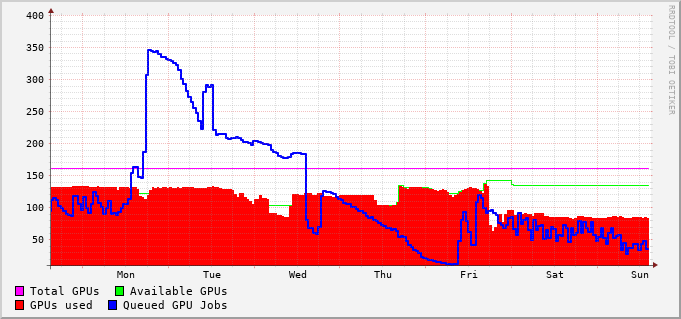 400
350
300
250
200
150
100
50
Mon Tue Wed Thu Fri Sat Sun
Total GPUs Available GPUs
GPUs used Queued GPU Jobs
RRDTOOL / TOBI OETIKER